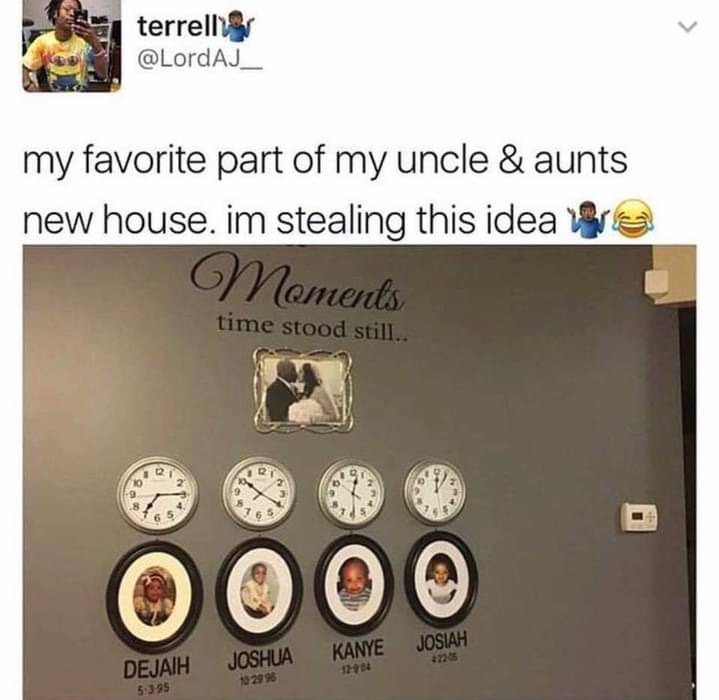 terrell🤷🏾‍♂️
@LordAJ__
my favorite part of my uncle & aunts
new house. im stealing this idea 🤷🏾‍♂️😂
Moments
time stood still..
DEJAIH JOSHUA KANYE JOSIAH
5·3·95 10·29·96 12·9·04 4·22·06